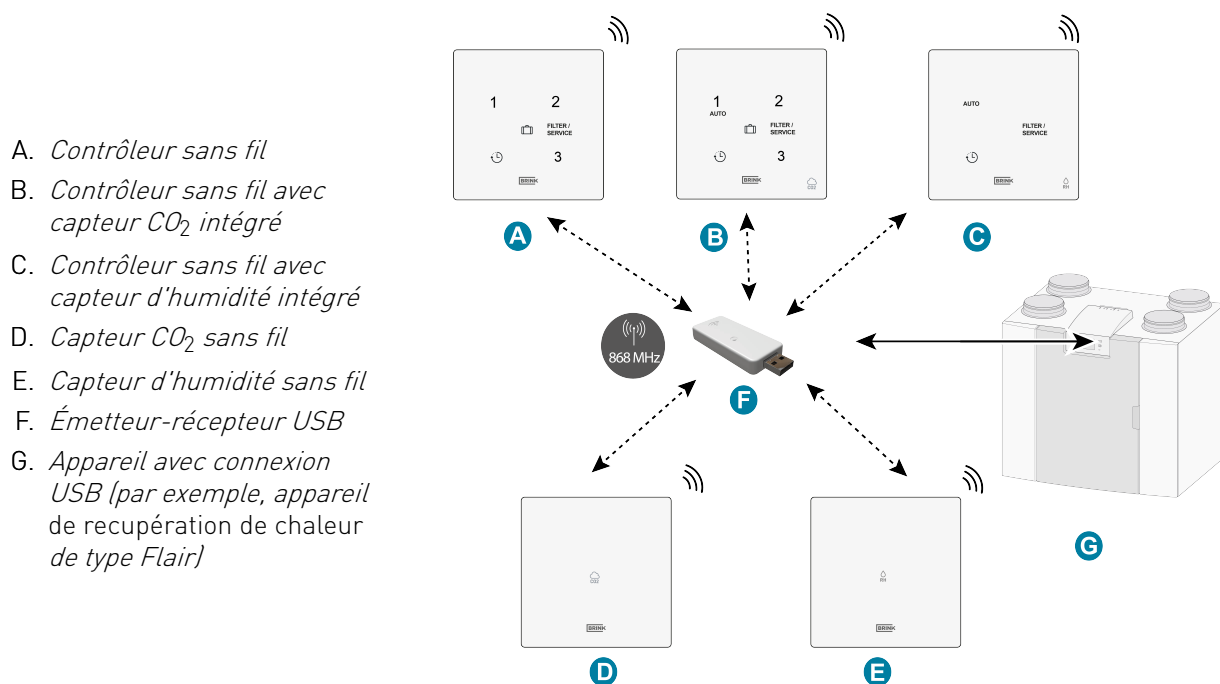 A. Contrôleur sans fil
B. Contrôleur sans fil avec
capteur CO2 intégré
C. Contrôleur sans fil avec
capteur d'humidité intégré
D. Capteur CO2 sans fil
E. Capteur d'humidité sans fil
F. Émetteur-récepteur USB
G. Appareil avec connexion
USB (par exemple, appareil
de recupération de chaleur
de type Flair)
1 2
FILTER /
SERVICE
3
BRINK
A
1 2
AUTO
FILTER /
SERVICE
3
BRINK
CO2
B
AUTO
FILTER /
SERVICE
BRINK
RH
C
868 MHz
F
G
CO2
BRINK
D
RH
BRINK
E